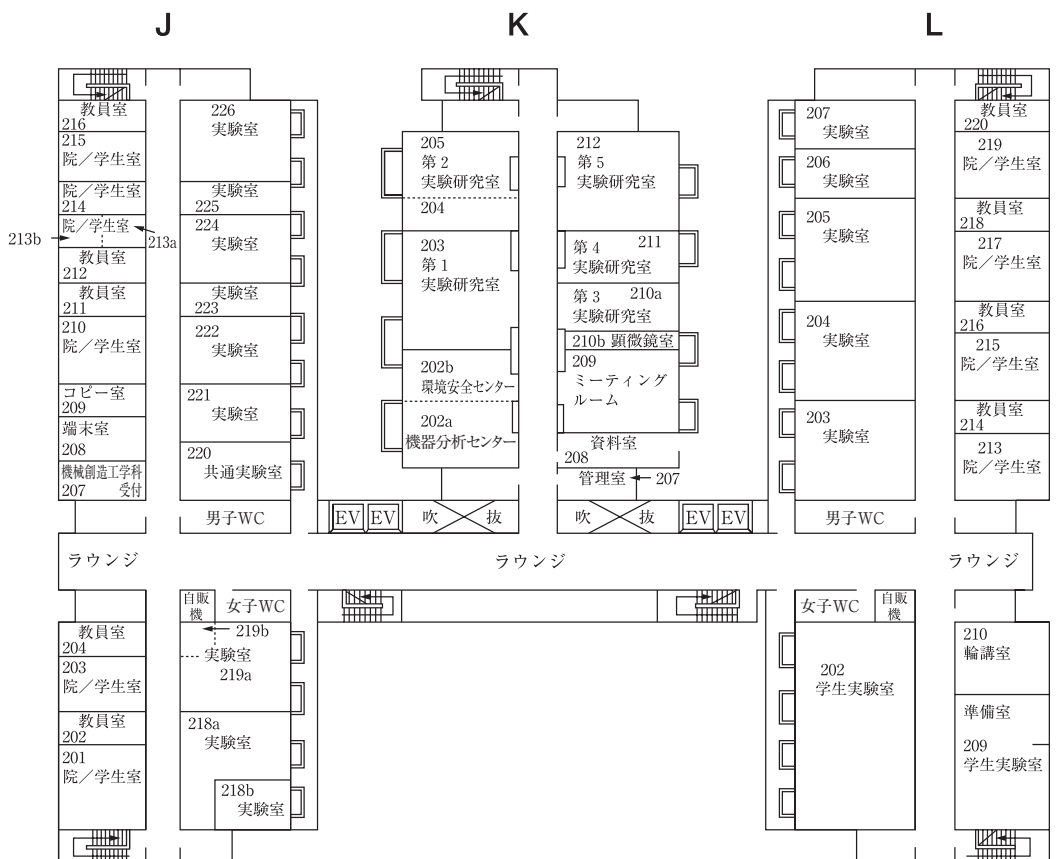 J
K
L
教員室
216
215
院／学生室
院／学生室
214
院／学生室
213b
213a
教員室
212
教員室
211
210
院／学生室
コピー室
209
端末室
208
機械創造工学科
207 受付
226
実験室
実験室
225
224
実験室
実験室
223
222
実験室
221
実験室
220
共通実験室
男子WC
EV EV
205
第2
実験研究室
204
203
第1
実験研究室
202b
環境安全センター
202a
機器分析センター
吹 抜
212
第5
実験研究室
第4 211
実験研究室
第3 210a
実験研究室
210b 顕微鏡室
209
ミーティング
ルーム
資料室
208
管理室 207
吹 抜
EV EV
207
実験室
206
実験室
205
実験室
204
実験室
203
実験室
男子WC
教員室
220
219
院／学生室
教員室
218
217
院／学生室
教員室
216
215
院／学生室
教員室
214
213
院／学生室
ラウンジ
ラウンジ
ラウンジ
教員室
204
203
院／学生室
教員室
202
201
院／学生室
自販
機
女子WC
219b
実験室
219a
218a
実験室
218b
実験室
女子WC
自販
機
202
学生実験室
210
輪講室
準備室
209
学生実験室